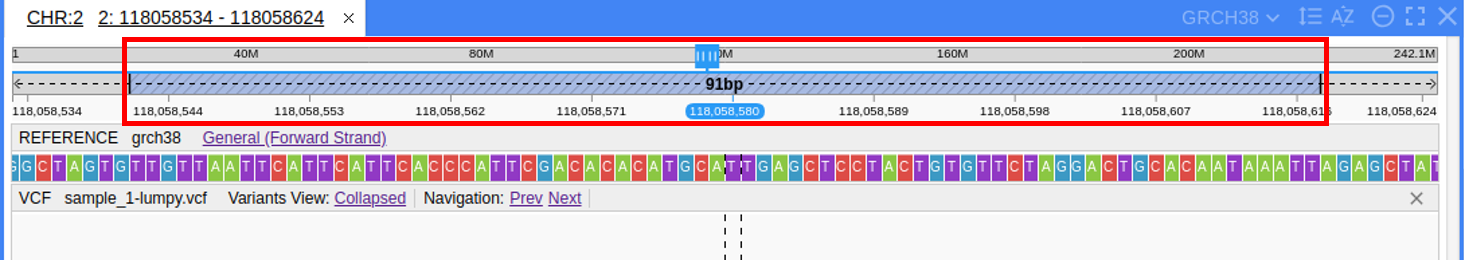 CHR:2 2: 118058534 - 118058624 × GRCH38
1 40M 80M 0M 160M 200M 242.1M
91bp
118,058,534 118,058,544 118,058,553 118,058,562 118,058,571 118,058,580 118,058,589 118,058,598 118,058,607 118,058,616 118,058,624
REFERENCE grch38 General (Forward Strand)
G G C T A G T G T T G T T A A T T C A T T C A T T C A C C C A T T C G A C A C A C A T G C A T T G A G C T C C T A C T G T G T T C T A G G A C T G C A C A A T A A A T T A G A G C T A T
VCF sample_1-lumpy.vcf Variants View: Collapsed Navigation: Prev Next